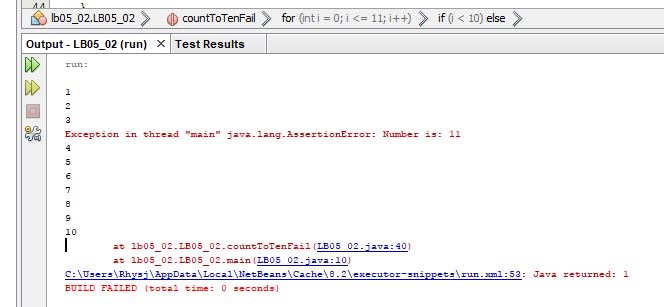 44 }
lb05_02.LB05_02 countToTenFail for (int i = 0; i <= 11; i++) if (i < 10) else
Output - LB05_02 (run) × Test Results
run:
1
2
3
Exception in thread "main" java.lang.AssertionError: Number is: 11
4
5
6
7
8
9
10
at lb05_02.LB05_02.countToTenFail(LB05_02.java:40)
at lb05_02.LB05_02.main(LB05_02.java:10)
C:\Users\Rhysj\AppData\Local\NetBeans\Cache\8.2\executor-snippets\run.xml:53: Java returned: 1
BUILD FAILED (total time: 0 seconds)